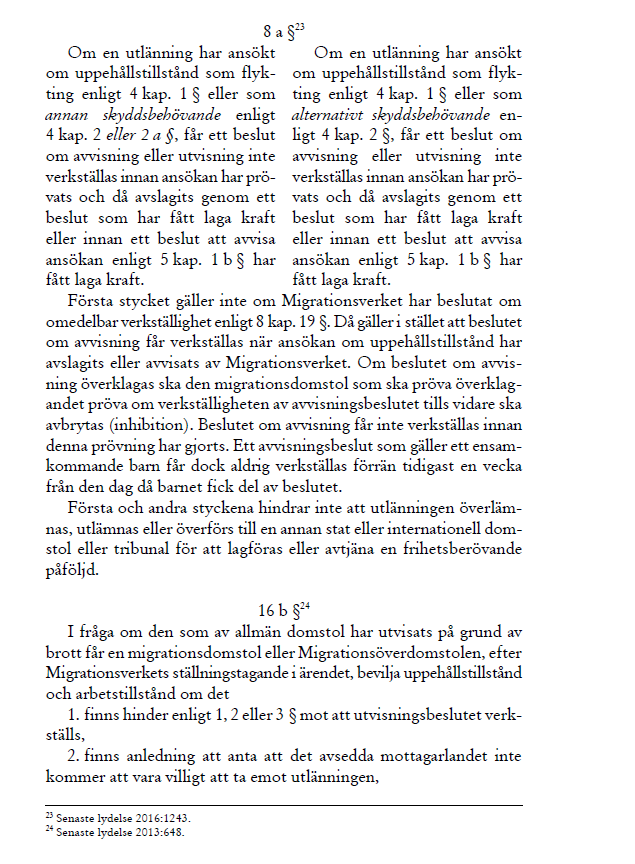 8 a §23
Om en utlänning har ansökt
om uppehållstillstånd som flyk-
ting enligt 4 kap. 1 § eller som
annan skyddsbehövande enligt
4 kap. 2 eller 2 a §, får ett beslut
om avvisning eller utvisning inte
verkställas innan ansökan har prö-
vats och då avslagits genom ett
beslut som har fått laga kraft
eller innan ett beslut att avvisa
ansökan enligt 5 kap. 1 b § har
fått laga kraft.
Om en utlänning har ansökt
om uppehållstillstånd som flyk-
ting enligt 4 kap. 1 § eller som
alternativt skyddsbehövande en-
ligt 4 kap. 2 §, får ett beslut om
avvisning eller utvisning inte
verkställas innan ansökan har prö-
vats och då avslagits genom ett
beslut som har fått laga kraft
eller innan ett beslut att avvisa
ansökan enligt 5 kap. 1 b § har
fått laga kraft.
Första stycket gäller inte om Migrationsverket har beslutat om
omedelbar verkställighet enligt 8 kap. 19 §. Då gäller i stället att beslutet
om avvisning får verkställas när ansökan om uppehållstillstånd har
avslagits eller avvisats av Migrationsverket. Om beslutet om avvis-
ning överklagas ska den migrationsdomstol som ska pröva överklag-
andet pröva om verkställigheten av avvisningsbeslutet tills vidare ska
avbrytas (inhibition). Beslutet om avvisning får inte verkställas innan
denna prövning har gjorts. Ett avvisningsbeslut som gäller ett ensam-
kommande barn får dock aldrig verkställas förrän tidigast en vecka
från den dag då barnet fick del av beslutet.
Första och andra styckena hindrar inte att utlänningen överläm-
nas, utlämnas eller överförs till en annan stat eller internationell dom-
stol eller tribunal för att lagföras eller avtjäna en frihetsberövande
påföljd.
16 b §24
I fråga om den som av allmän domstol har utvisats på grund av
brott får en migrationsdomstol eller Migrationsöverdomstolen, efter
Migrationsverkets ställningstagande i ärendet, bevilja uppehållstillstånd
och arbetstillstånd om det
1. finns hinder enligt 1, 2 eller 3 § mot att utvisningsbeslutet verk-
ställs,
2. finns anledning att anta att det avsedda mottagarlandet inte
kommer att vara villigt att ta emot utlänningen,
23 Senaste lydelse 2016:1243.
24 Senaste lydelse 2013:648.